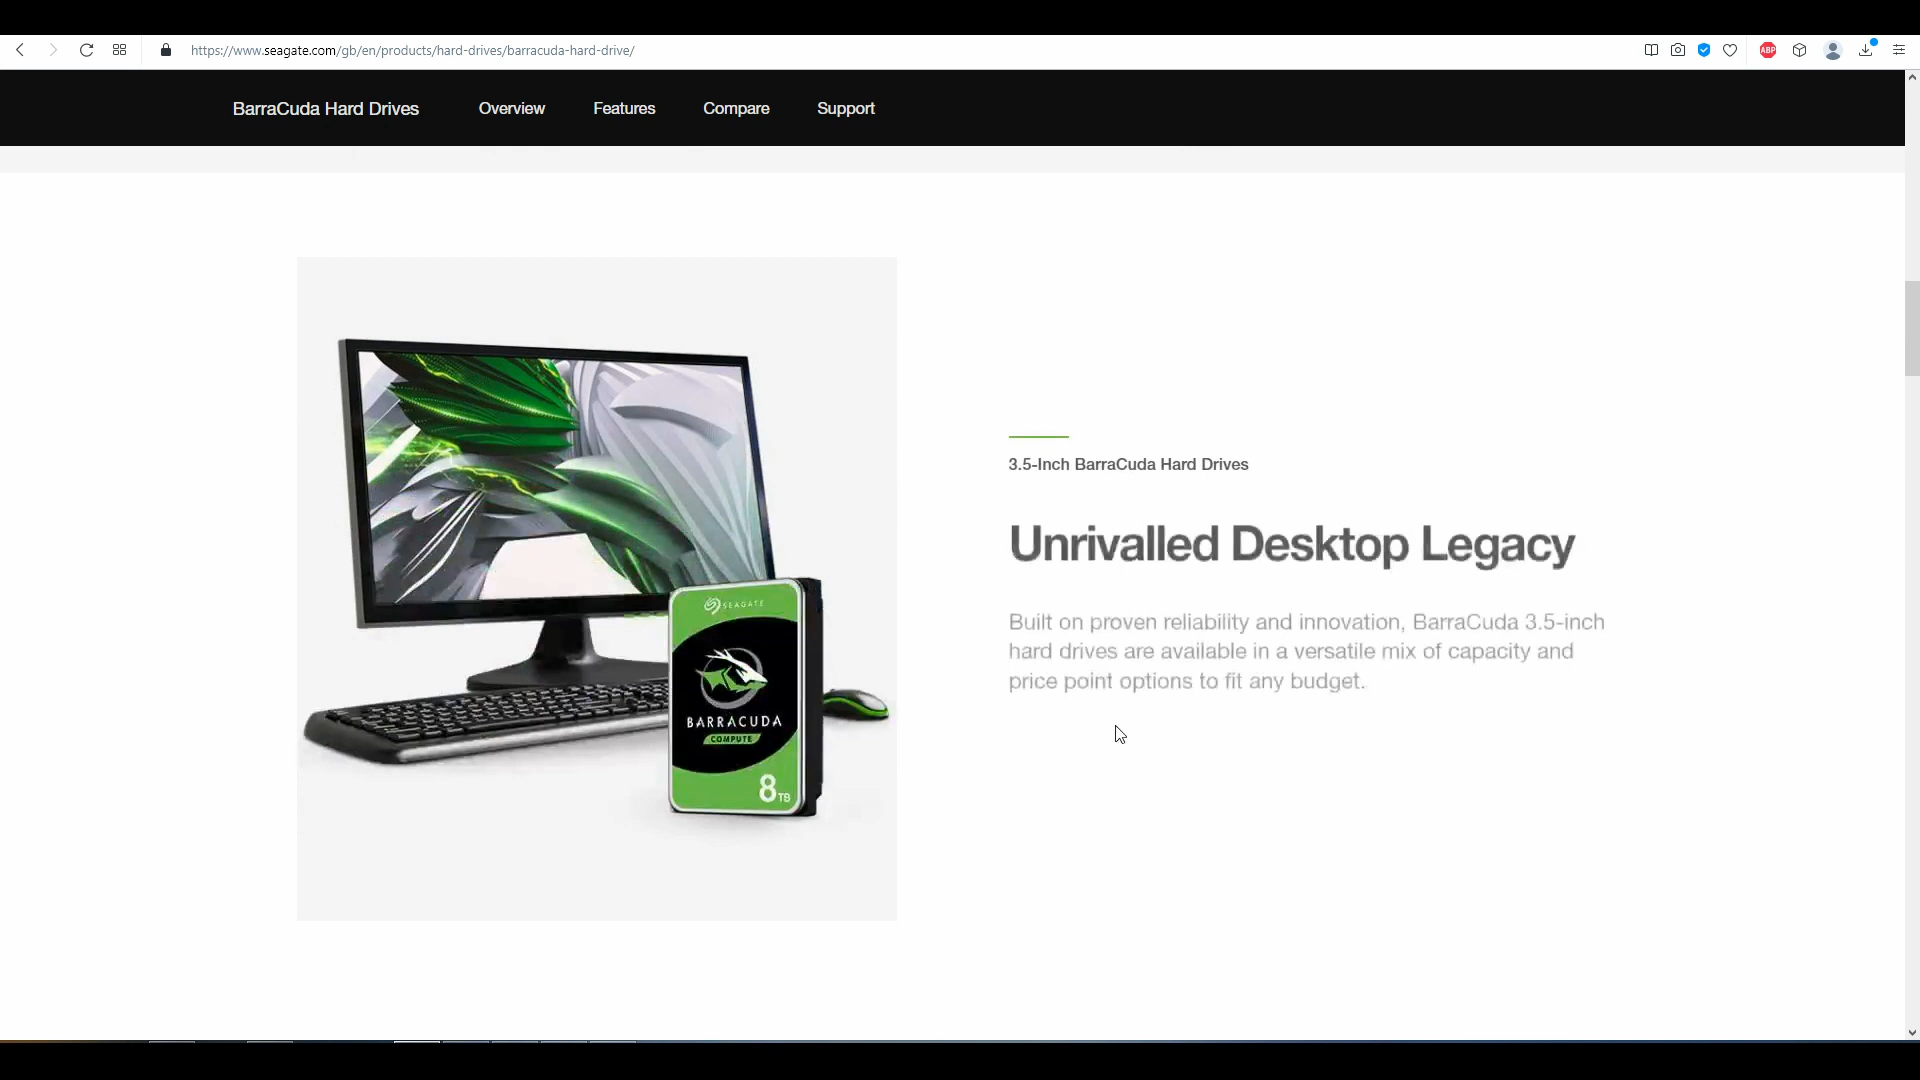 https://www.seagate.com/gb/en/products/hard-drives/barracuda-hard-drive/
ABP
BarraCuda Hard Drives
Overview
Features
Compare
Support
3.5-Inch BarraCuda Hard Drives
Unrivalled Desktop Legacy
Built on proven reliability and innovation, BarraCuda 3.5-inch
hard drives are available in a versatile mix of capacity and
price point options to fit any budget.
SEAGATE
BARRACUDA
COMPUTE
8 TB